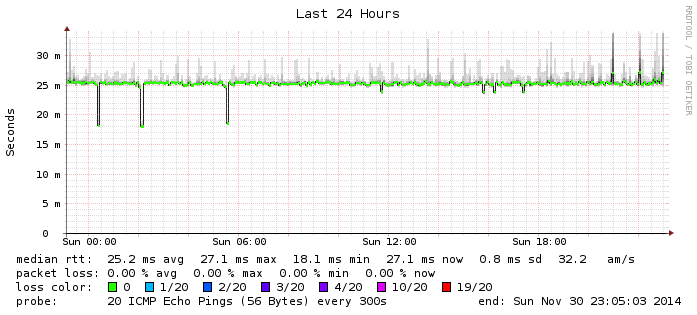 Last 24 Hours
RRDTOOL / TOBI OETIKER
Seconds
30 m
25 m
20 m
15 m
10 m
5 m
0
Sun 00:00 Sun 06:00 Sun 12:00 Sun 18:00
median rtt: 25.2 ms avg 27.1 ms max 18.1 ms min 27.1 ms now 0.8 ms sd 32.2 am/s
packet loss: 0.00 % avg 0.00 % max 0.00 % min 0.00 % now
loss color: 0 1/20 2/20 3/20 4/20 10/20 19/20
probe: 20 ICMP Echo Pings (56 Bytes) every 300s end: Sun Nov 30 23:05:03 2014